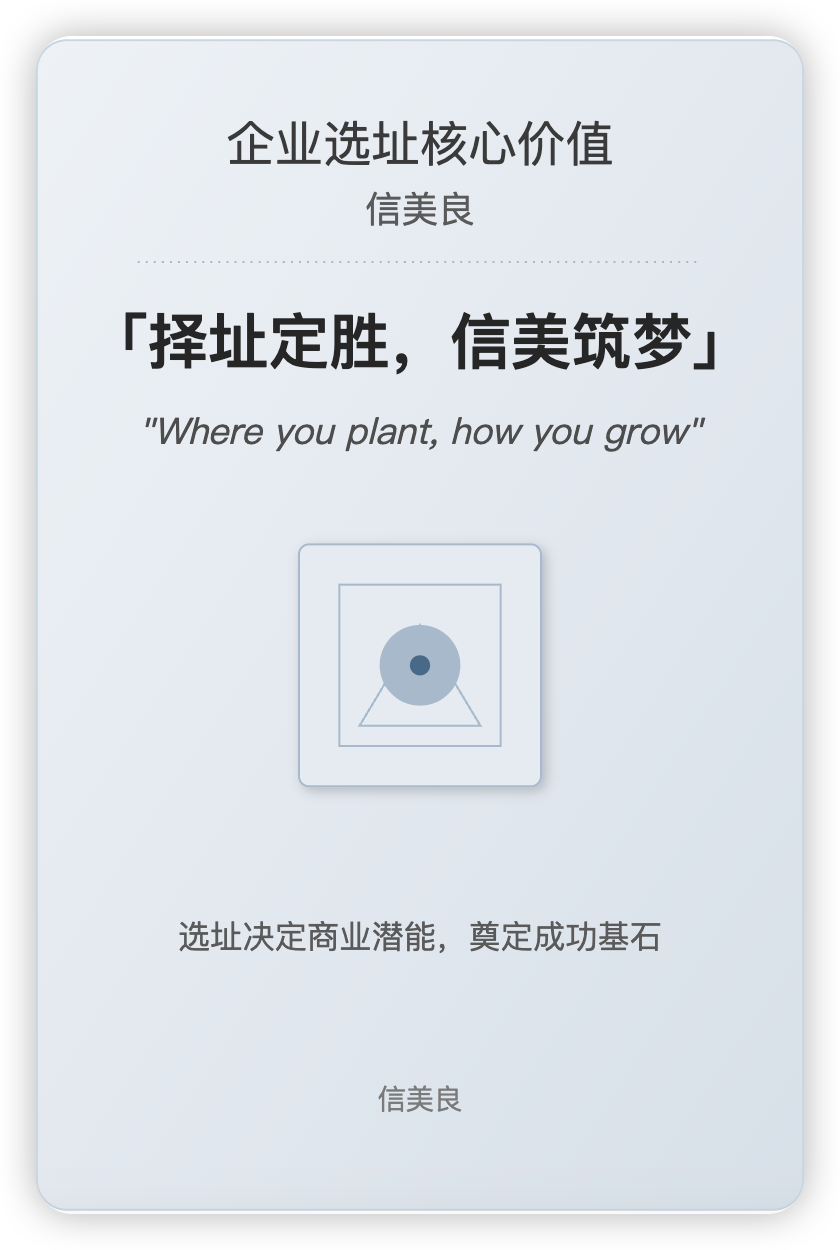 企业选址核心价值
信美良
「择址定胜，信美筑梦」
"Where you plant, how you grow"
选址决定商业潜能，奠定成功基石
信美良